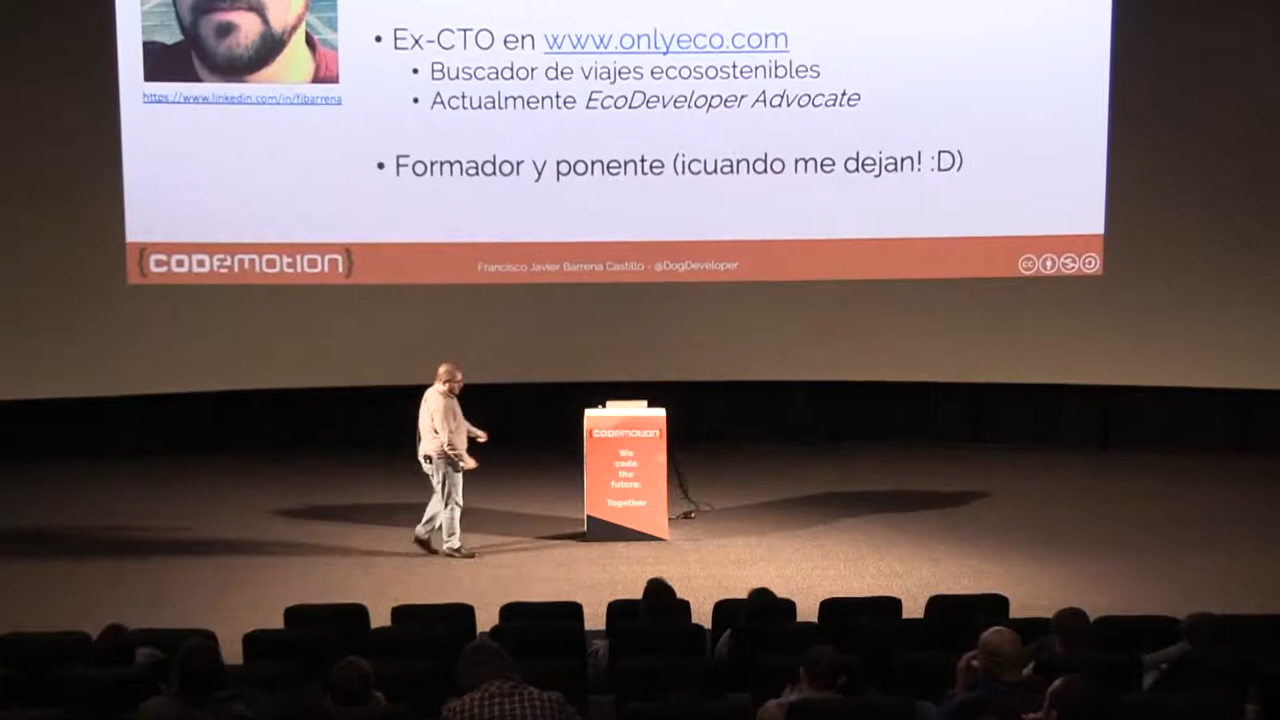 • Ex-CTO en www.onlyeco.com
• Buscador de viajes ecosostenibles
https://www.linkedin.com/in/fjbarrena
• Actualmente EcoDeveloper Advocate
• Formador y ponente (¡cuando me dejan! :D)
{CODEMOTION}
Francisco Javier Barrena Castillo - @DogDeveloper
cc
{CODEMOTION}
We
code
the
future.
Together